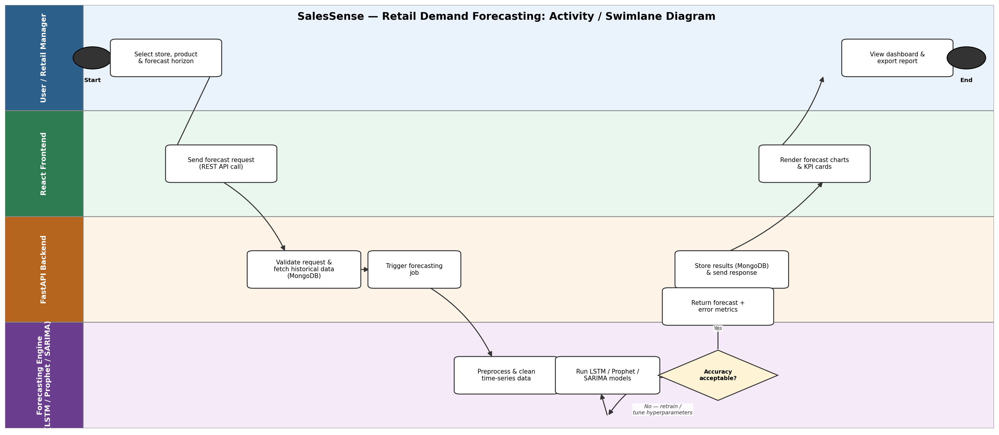 SalesSense — Retail Demand Forecasting: Activity / Swimlane Diagram
User / Retail Manager
Start
Select store, product
& forecast horizon
View dashboard &
export report
End
React Frontend
Send forecast request
(REST API call)
Render forecast charts
& KPI cards
FastAPI Backend
Validate request &
fetch historical data
(MongoDB)
Trigger forecasting
job
Store results (MongoDB)
& send response
Return forecast +
error metrics
Forecasting Engine
(LSTM / Prophet / SARIMA)
Yes
Preprocess & clean
time-series data
Run LSTM / Prophet /
SARIMA models
Accuracy
acceptable?
No — retrain /
tune hyperparameters